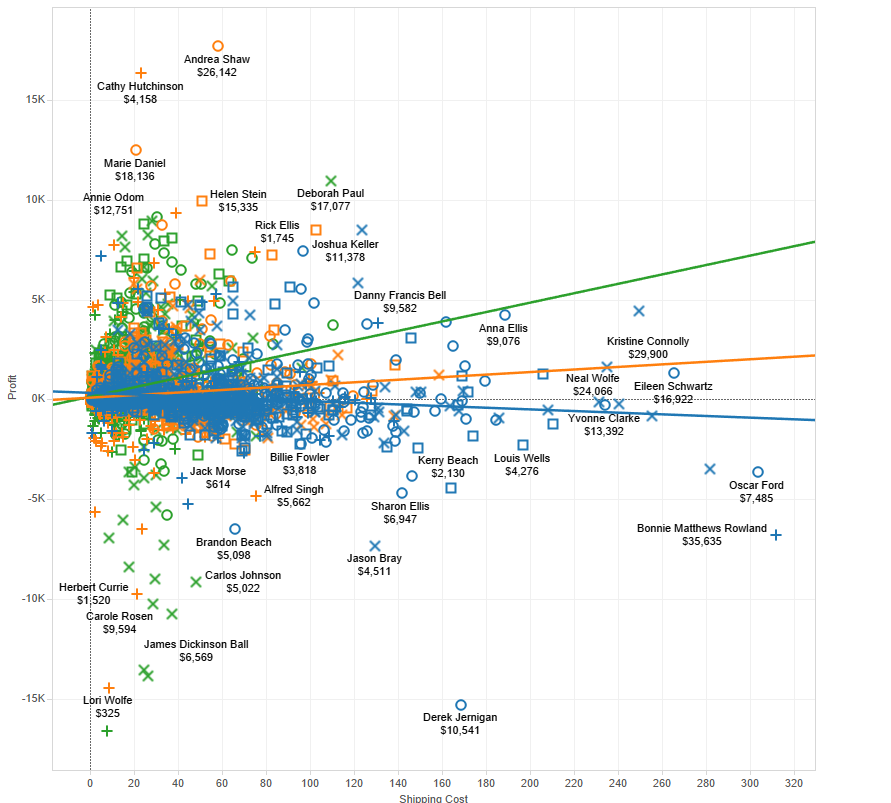 Andrea Shaw
$26,142
Cathy Hutchinson
$4,158
15K
Marie Daniel
$18,136
Annie Odom
$12,751
Helen Stein
$15,335
Deborah Paul
$17,077
10K
Rick Ellis
$1,745
Joshua Keller
$11,378
Danny Francis Bell
$9,582
5K
Anna Ellis
$9,076
Kristine Connolly
$29,900
Neal Wolfe
$24,066
Eileen Schwartz
$16,922
Profit
0K
Yvonne Clarke
$13,392
Billie Fowler
$3,818
Kerry Beach
$2,130
Louis Wells
$4,276
Jack Morse
$614
Alfred Singh
$5,662
Oscar Ford
$7,485
-5K
Sharon Ellis
$6,947
Bonnie Matthews Rowland
$35,635
Brandon Beach
$5,098
Jason Bray
$4,511
Carlos Johnson
$5,022
Herbert Currie
$1,520
-10K
Carole Rosen
$9,594
James Dickinson Ball
$6,569
Lori Wolfe
$325
-15K
Derek Jernigan
$10,541
0 20 40 60 80 100 120 140 160 180 200 220 240 260 280 300 320
Shipping Cost